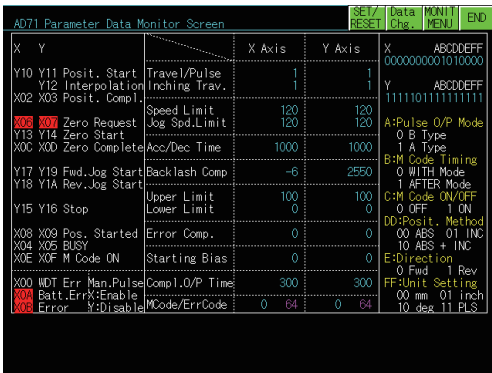 AD71 Parameter Data Monitor Screen
SET/ RESET
Data Chg.
MONIT MENU
END
X Y X Axis Y Axis
Y10 Y11 Posit. Start Travel/Pulse 1 1
Y12 Interpolation Inching Trav. 1 1
X02 X03 Posit. Compl.
Speed Limit 120 120
X06 X07 Zero Request Jog Spd.Limit 120 120
Y13 Y14 Zero Start
X0C X0D Zero Complete Acc/Dec Time 1000 1000
Y17 Y19 Fwd.Jog Start Backlash Comp -6 2550
Y18 Y1A Rev.Jog Start
Upper Limit 100 100
Y15 Y16 Stop Lower Limit 0 0
X08 X09 Pos. Started Error Comp. 0 0
X04 X05 BUSY
X0E X0F M Code ON Starting Bias 0 0
X00 WDT Err Man.Pulse Compl.O/P Time 300 300
X0A Batt.Err X:Enable
X0B Error Y:Disable MCode/ErrCode 0 64 0 64
X ABCDDEFF
0000000001010000
Y ABCDDEFF
1111101111111111
A:Pulse O/P Mode
0 B Type
1 A Type
B:M Code Timing
0 WITH Mode
1 AFTER Mode
C:M Code ON/OFF
0 OFF 1 ON
DD:Posit. Method
00 ABS 01 INC
10 ABS + INC
E:Direction
0 Fwd 1 Rev
FF:Unit Setting
00 mm 01 inch
10 deg 11 PLS